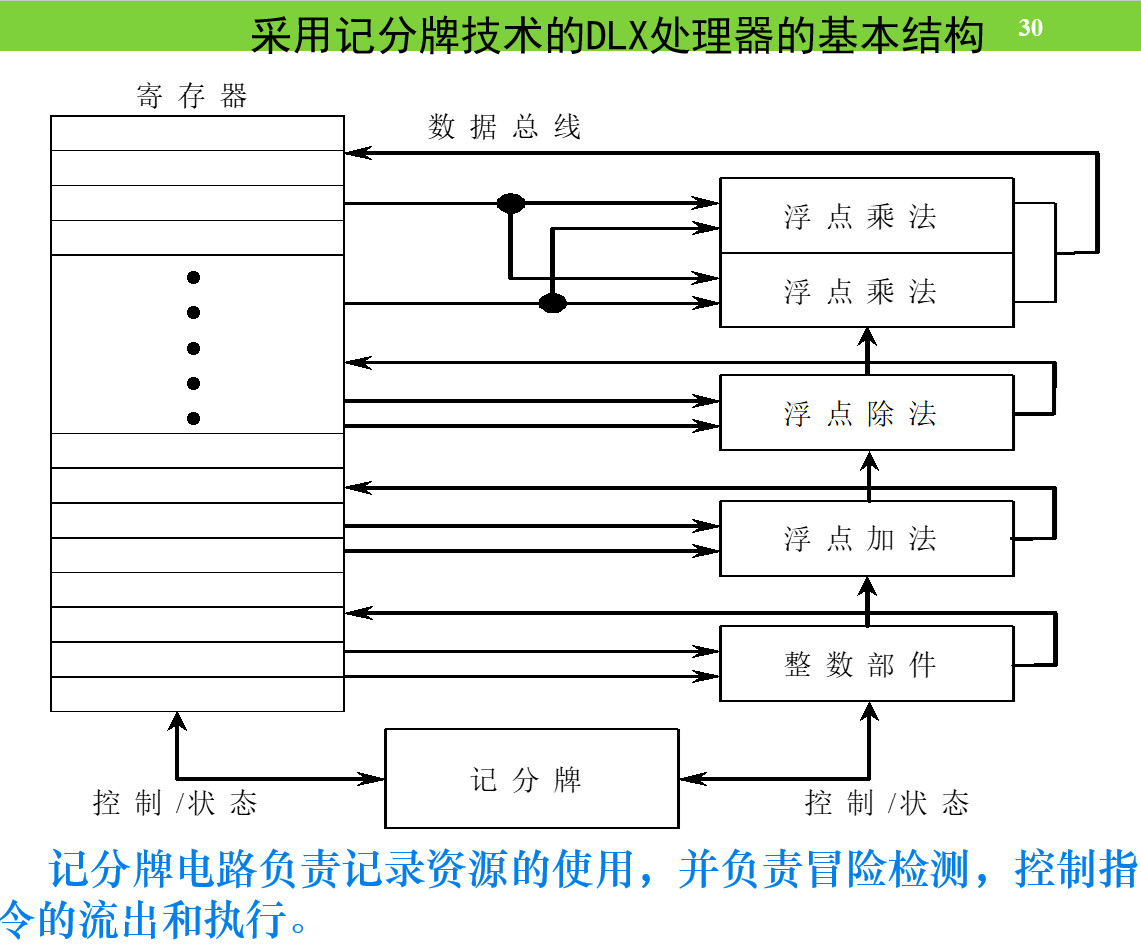 采用记分牌技术的DLX处理器的基本结构
30
寄存器
数据总线
浮点乘法
浮点乘法
浮点除法
浮点加法
整数部件
记分牌
控制/状态
控制/状态
记分牌电路负责记录资源的使用，并负责冒险检测，控制指
令的流出和执行。